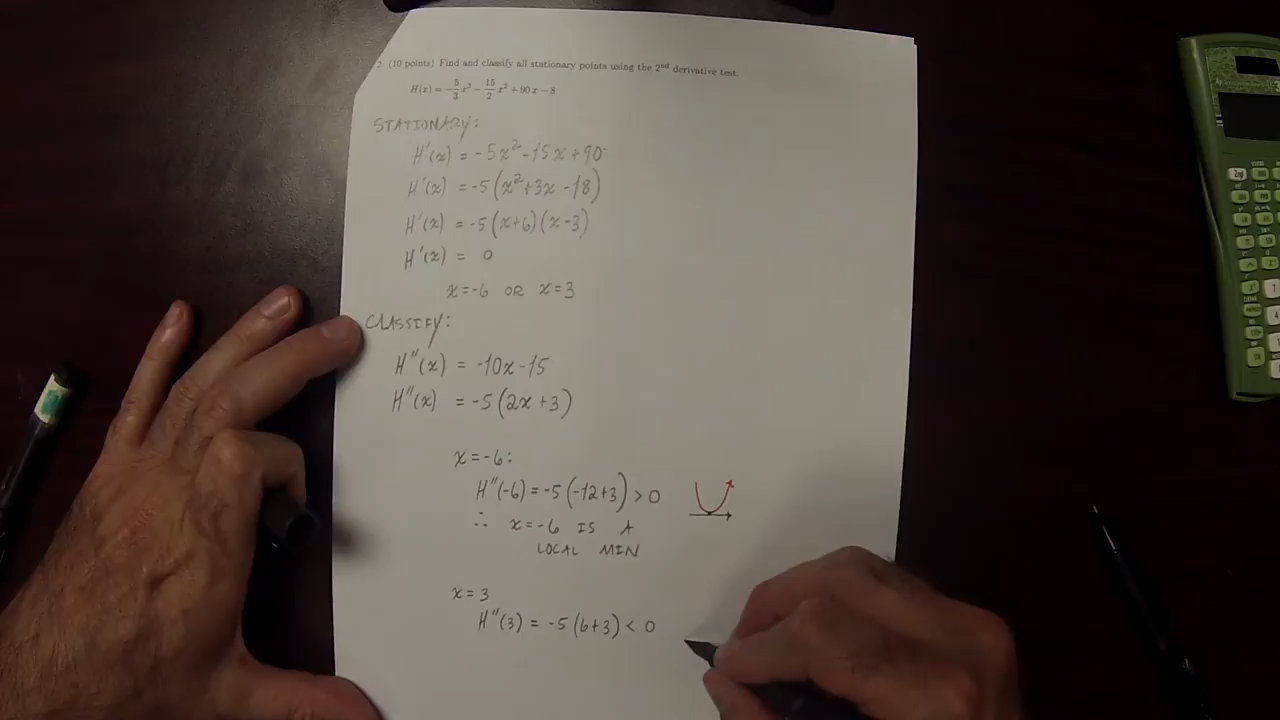 2. (10 points) Find and classify all stationary points using the 2nd derivative test.
H(x) = -5/3 x³ - 15/2 x² + 90x - 8
STATIONARY:
H'(x) = -5x² - 15x + 90
H'(x) = -5(x² + 3x - 18)
H'(x) = -5(x+6)(x-3)
H'(x) = 0
x = -6 OR x = 3
CLASSIFY:
H''(x) = -10x - 15
H''(x) = -5(2x + 3)
x = -6:
H''(-6) = -5(-12+3) > 0
∴ x = -6 IS A
LOCAL MIN
x = 3
H''(3) = -5(6+3) < 0